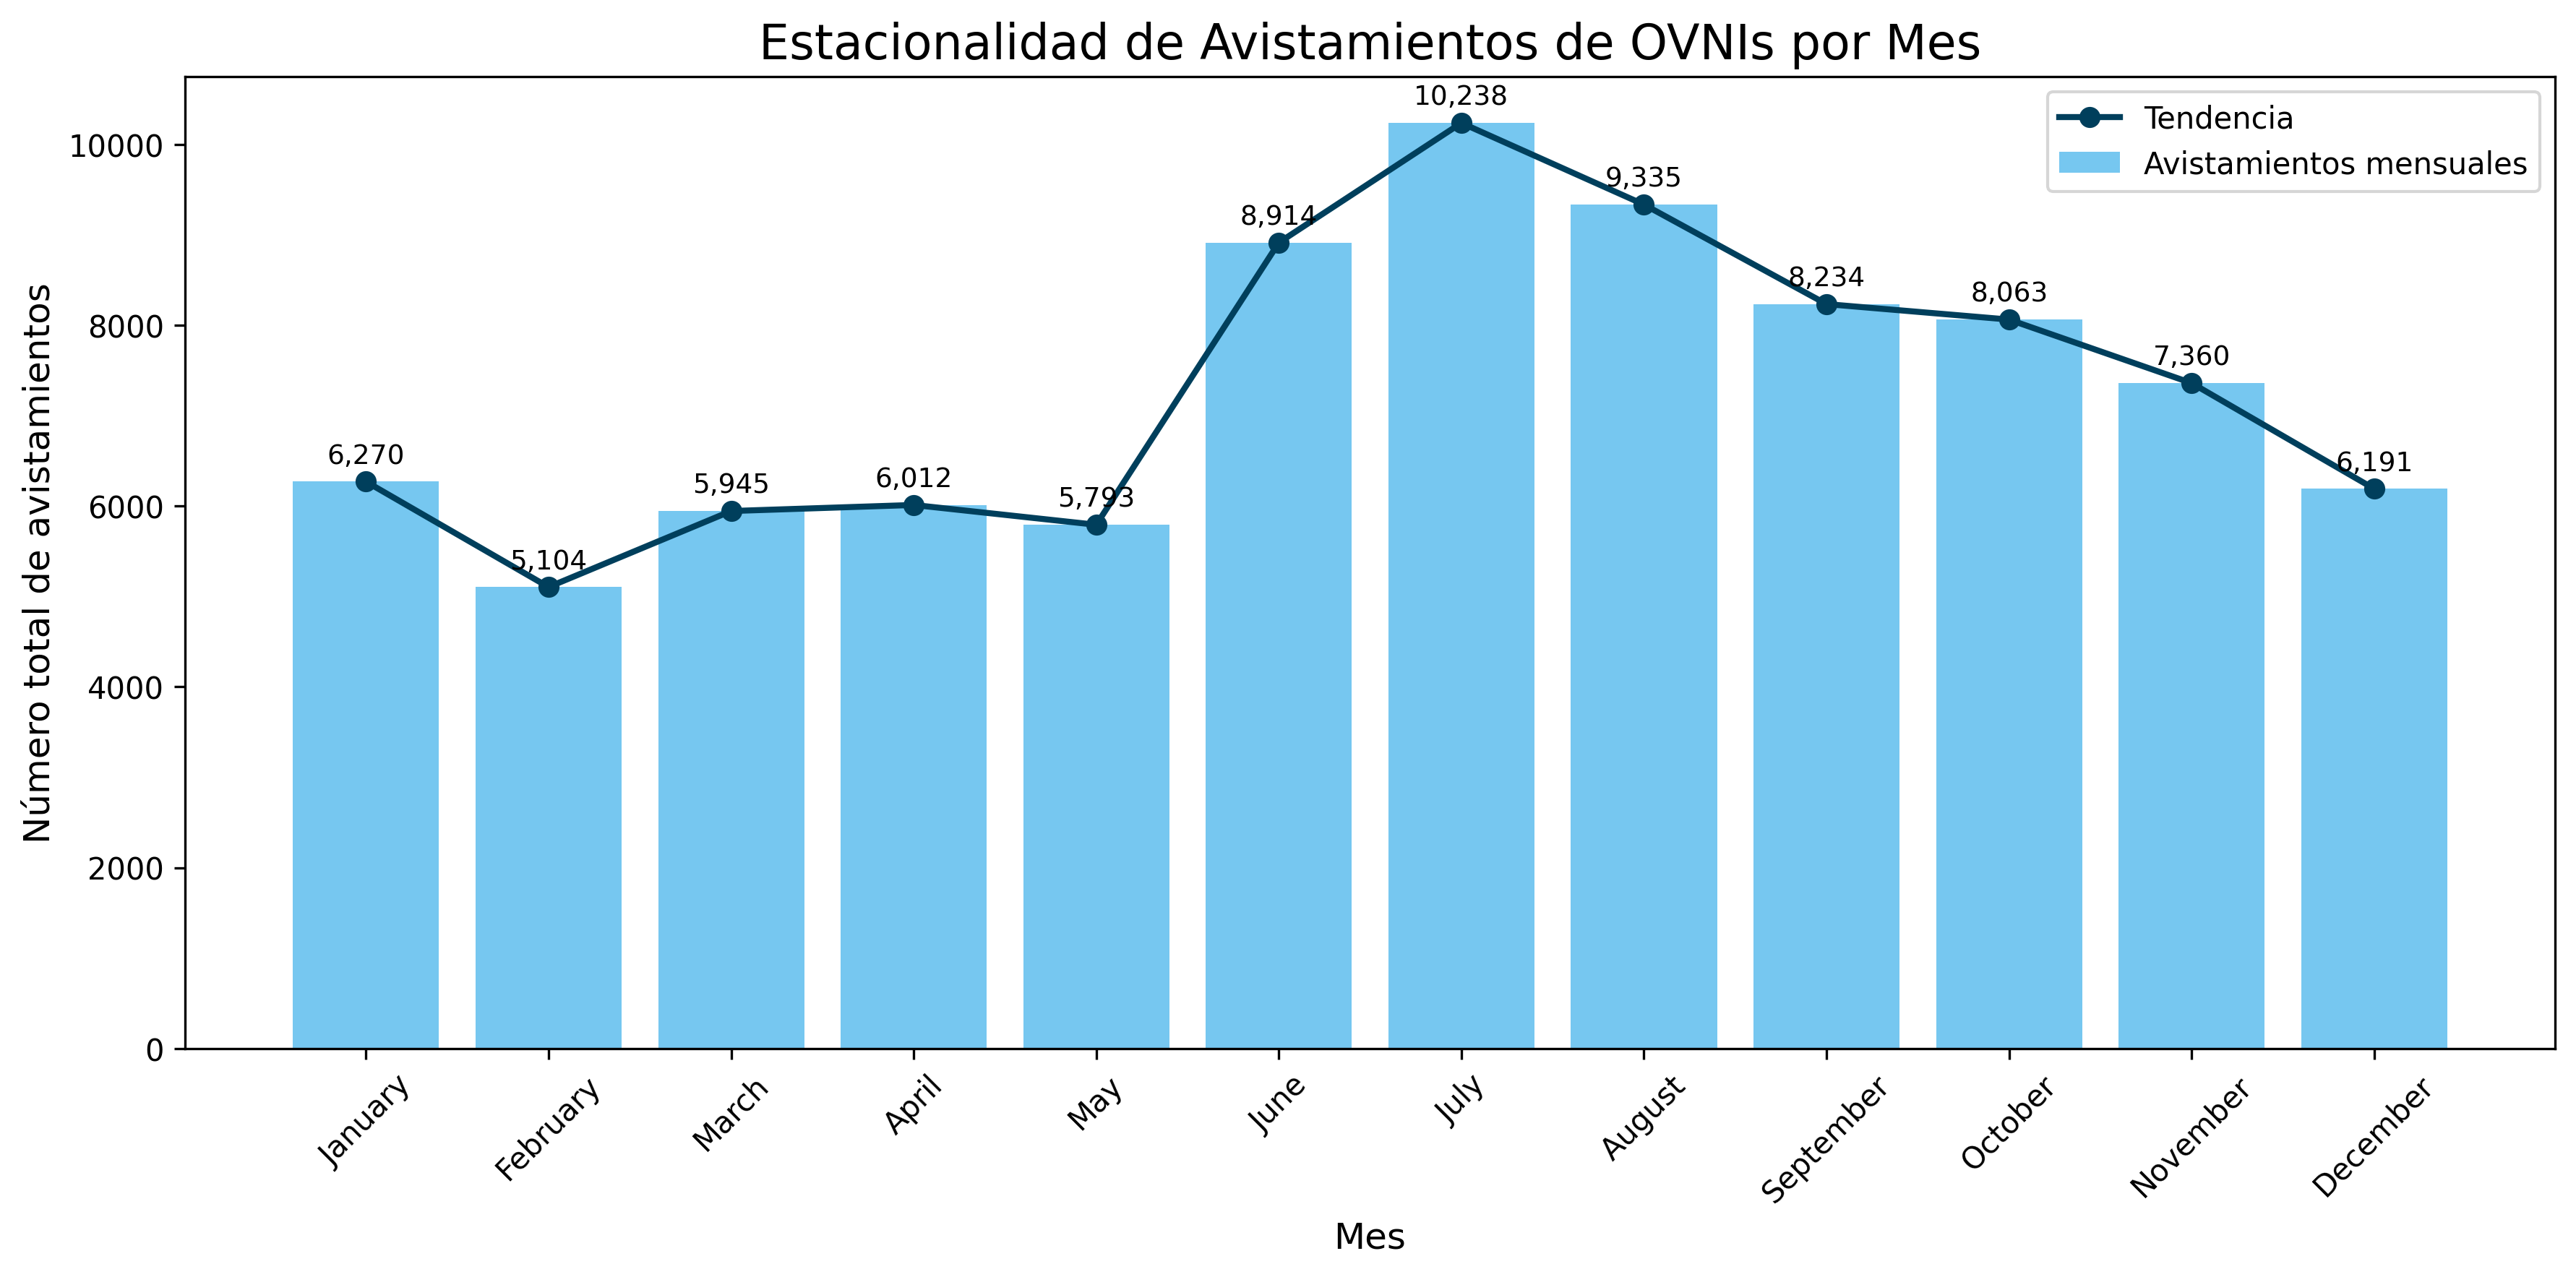 Estacionalidad de Avistamientos de OVNIs por Mes
Tendencia
Avistamientos mensuales
Número total de avistamientos
10000
8000
6000
4000
2000
0
6,270
5,104
5,945
6,012
5,793
8,914
10,238
9,335
8,234
8,063
7,360
6,191
January
February
March
April
May
June
July
August
September
October
November
December
Mes